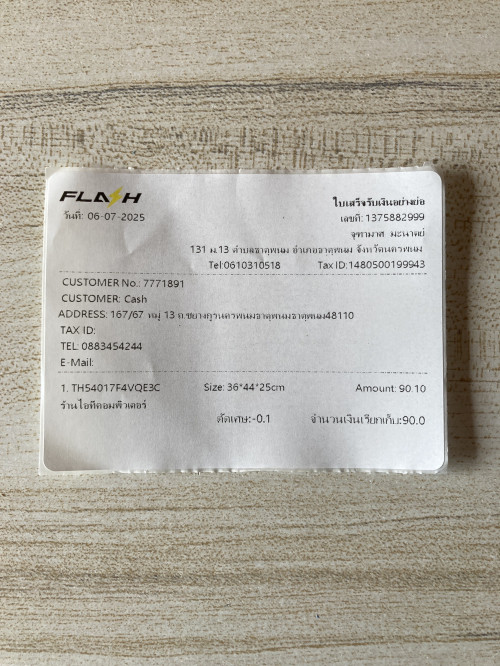 FLASH
ใบเสร็จรับเงินอย่างย่อ
วันที่: 06-07-2025
เลขที่: 1375882999
จุฑามาศ มะนาตย์
131 ม.13 ตำบลธาตุพนม อำเภอธาตุพนม จังหวัดนครพนม
Tel:0610310518 Tax ID:1480500199943
CUSTOMER No.: 7771891
CUSTOMER: Cash
ADDRESS: 167/67 หมู่ 13 ถ.ชยางกูรนครพนมธาตุพนมธาตุพนม48110
TAX ID:
TEL: 0883454244
E-Mail:
1. TH54017F4VQE3C Size: 36*44*25cm Amount: 90.10
ร้านไอทีคอมพิวเตอร์
ตัดเศษ:-0.1 จำนวนเงินเรียกเก็บ:90.0